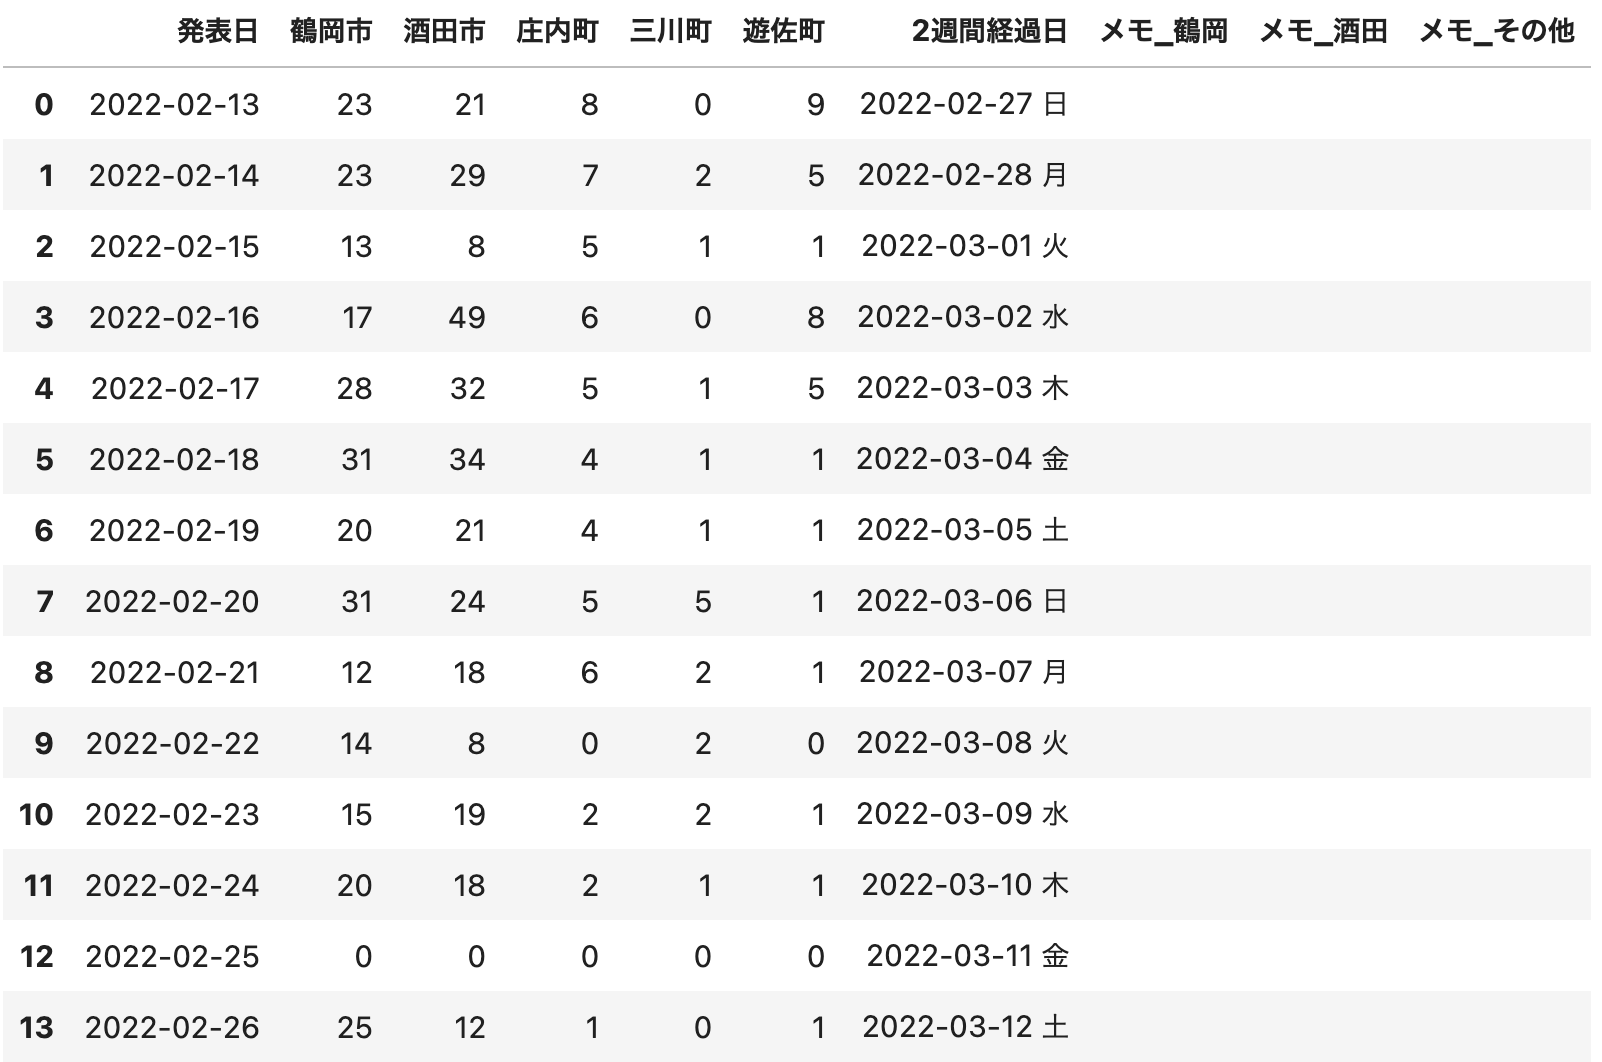 発表日 鶴岡市 酒田市 庄内町 三川町 遊佐町 2週間経過日 メモ_鶴岡 メモ_酒田 メモ_その他
0 2022-02-13 23 21 8 0 9 2022-02-27 日
1 2022-02-14 23 29 7 2 5 2022-02-28 月
2 2022-02-15 13 8 5 1 1 2022-03-01 火
3 2022-02-16 17 49 6 0 8 2022-03-02 水
4 2022-02-17 28 32 5 1 5 2022-03-03 木
5 2022-02-18 31 34 4 1 1 2022-03-04 金
6 2022-02-19 20 21 4 1 1 2022-03-05 土
7 2022-02-20 31 24 5 5 1 2022-03-06 日
8 2022-02-21 12 18 6 2 1 2022-03-07 月
9 2022-02-22 14 8 0 2 0 2022-03-08 火
10 2022-02-23 15 19 2 2 1 2022-03-09 水
11 2022-02-24 20 18 2 1 1 2022-03-10 木
12 2022-02-25 0 0 0 0 0 2022-03-11 金
13 2022-02-26 25 12 1 0 1 2022-03-12 土